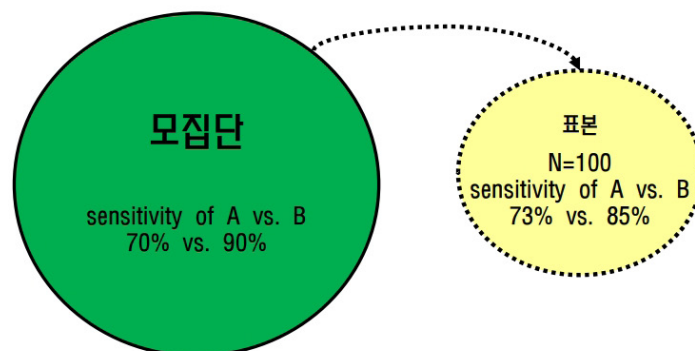 모집단
sensitivity of A vs. B
70% vs. 90%
표본
N=100
sensitivity of A vs. B
73% vs. 85%